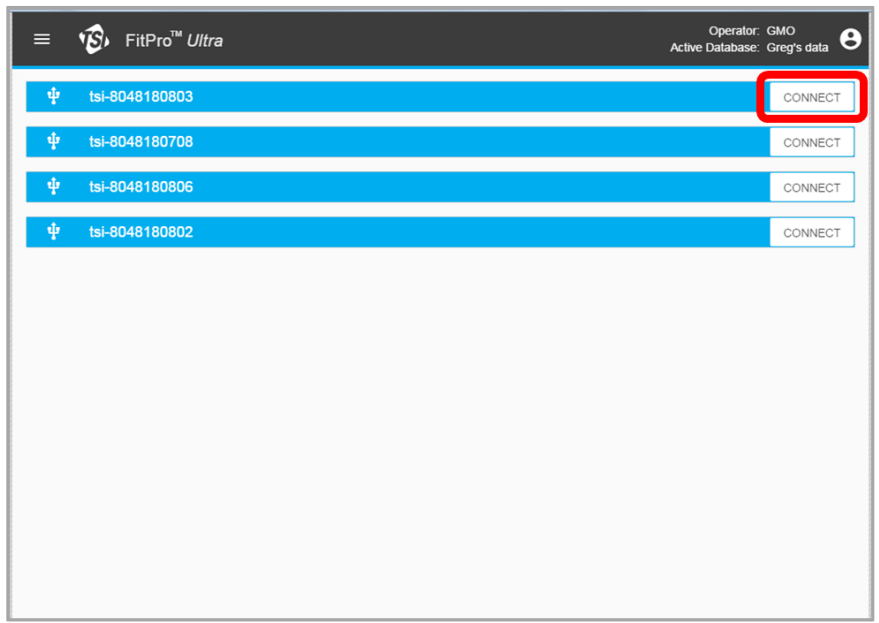 TSI FitPro™ Ultra
Operator: GMO
Active Database: Greg's data
tsi-8048180803 CONNECT
tsi-8048180708 CONNECT
tsi-8048180806 CONNECT
tsi-8048180802 CONNECT